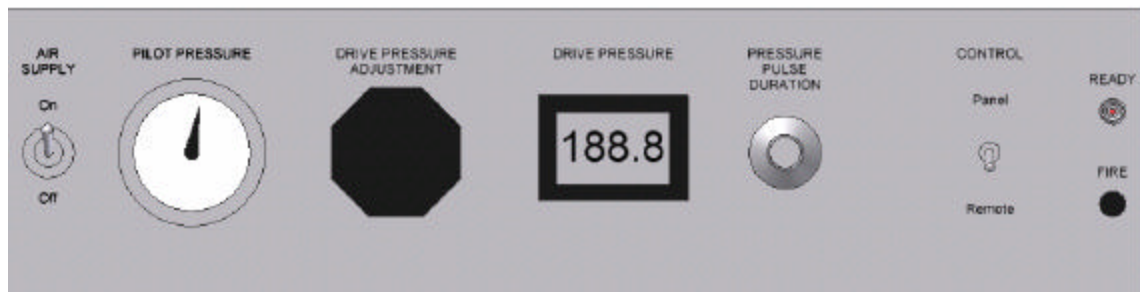 AIR
SUPPLY
On
Off
PILOT PRESSURE
DRIVE PRESSURE
ADJUSTMENT
DRIVE PRESSURE
188.8
PRESSURE
PULSE
DURATION
CONTROL
Panel
Remote
READY
FIRE